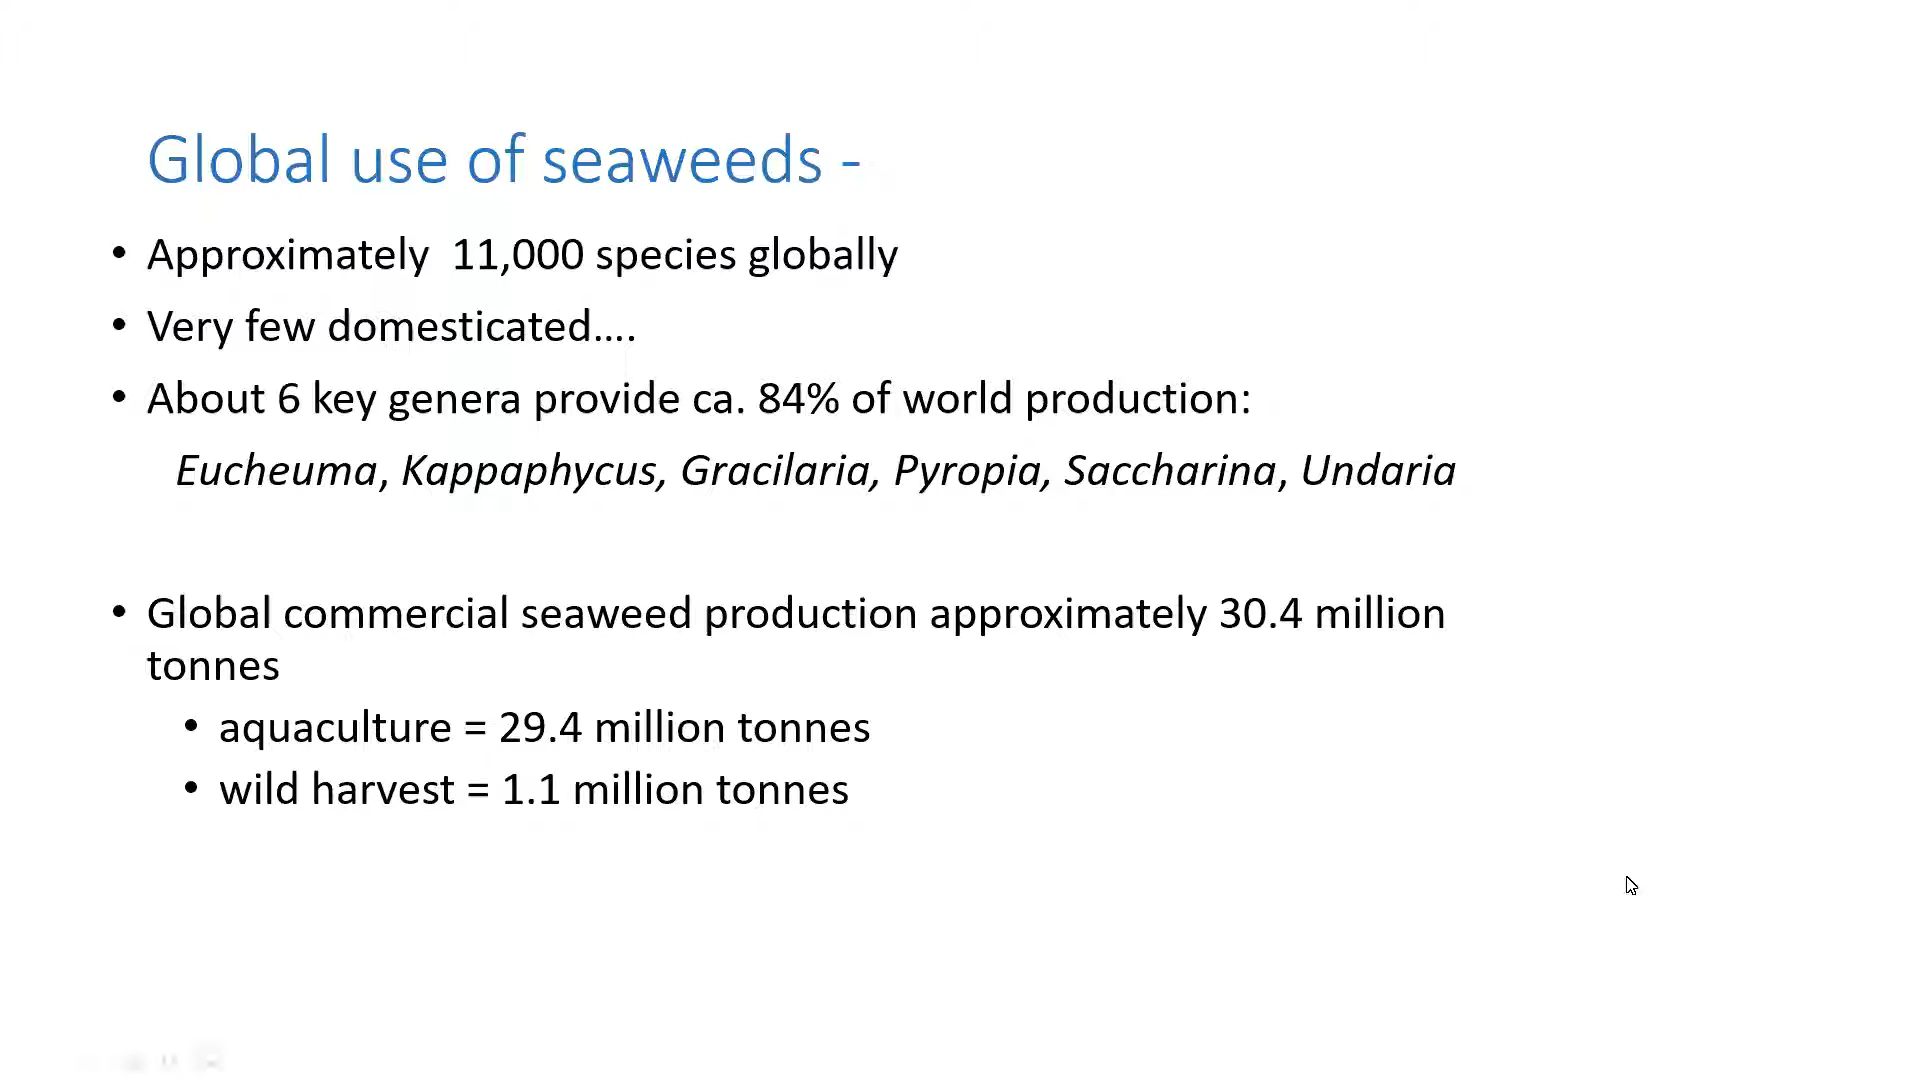 Global use of seaweeds -
• Approximately  11,000 species globally
• Very few domesticated....
• About 6 key genera provide ca. 84% of world production:
Eucheuma, Kappaphycus, Gracilaria, Pyropia, Saccharina, Undaria
• Global commercial seaweed production approximately 30.4 million
tonnes
• aquaculture = 29.4 million tonnes
• wild harvest = 1.1 million tonnes